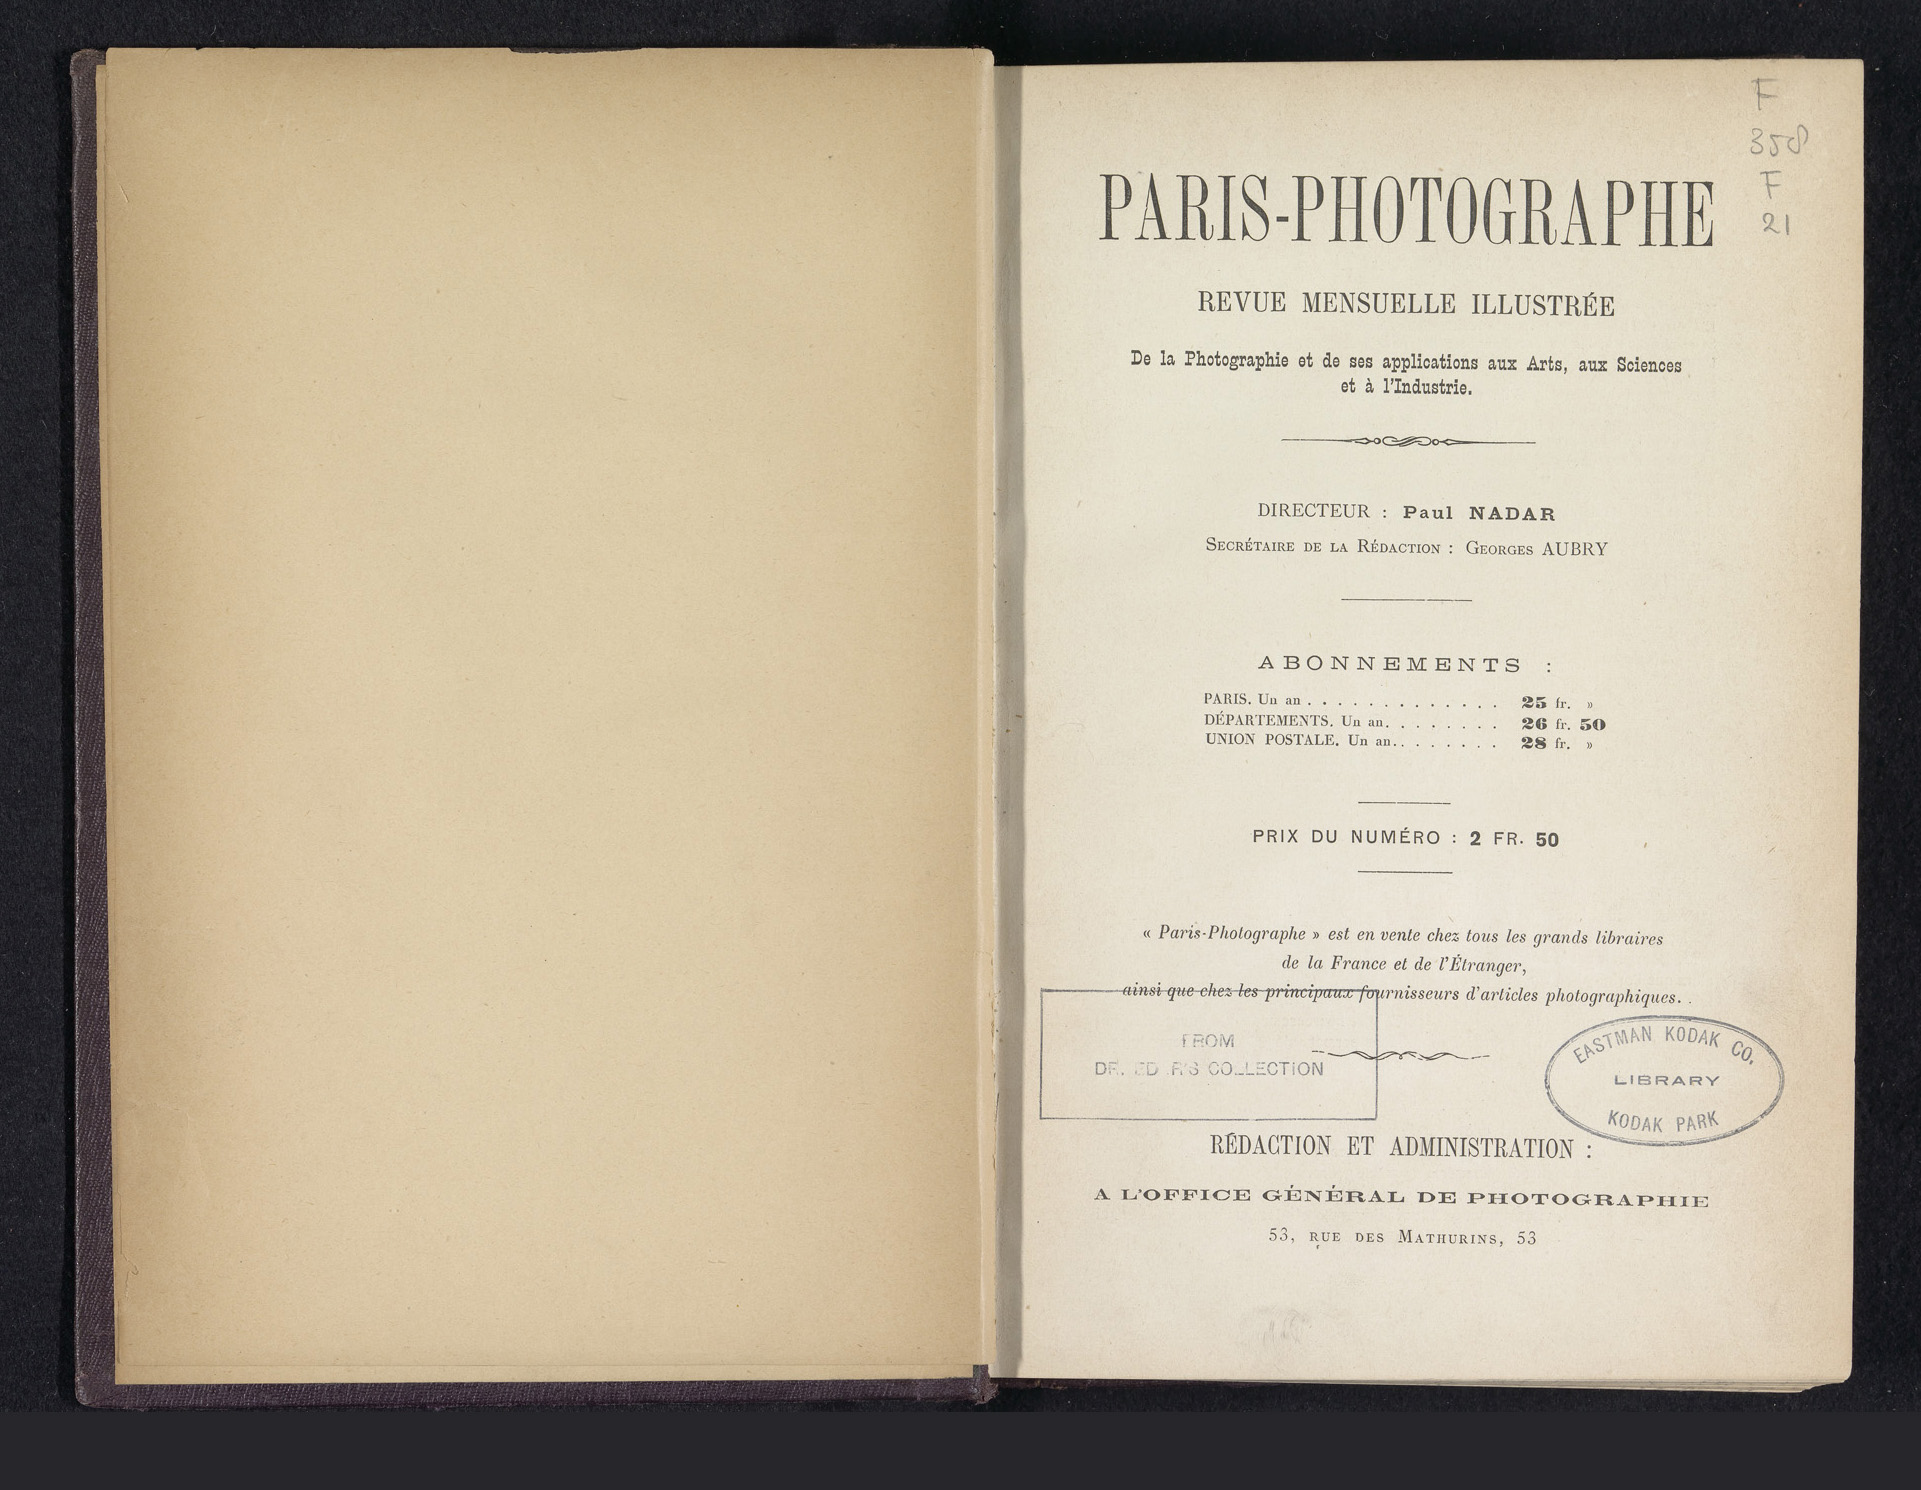 F
358
F
21
PARIS-PHOTOGRAPHE
REVUE MENSUELLE ILLUSTRÉE
De la Photographie et de ses applications aux Arts, aux Sciences
et à l'Industrie.
DIRECTEUR : Paul NADAR
SECRÉTAIRE DE LA RÉDACTION : GEORGES AUBRY
ABONNEMENTS :
PARIS. Un an . . . . . . . . . . . . . 25 fr. »
DÉPARTEMENTS. Un an. . . . . . . . 26 fr. 50
UNION POSTALE. Un an. . . . . . . . 28 fr. »
PRIX DU NUMÉRO : 2 FR. 50
« Paris-Photographe » est en vente chez tous les grands libraires
de la France et de l'Étranger,
ainsi que chez les principaux fournisseurs d'articles photographiques.
FROM
COLLECTION
EASTMAN KODAK CO.
LIBRARY
KODAK PARK
RÉDACTION ET ADMINISTRATION :
A L'OFFICE GÉNÉRAL DE PHOTOGRAPHIE
53, RUE DES MATHURINS, 53